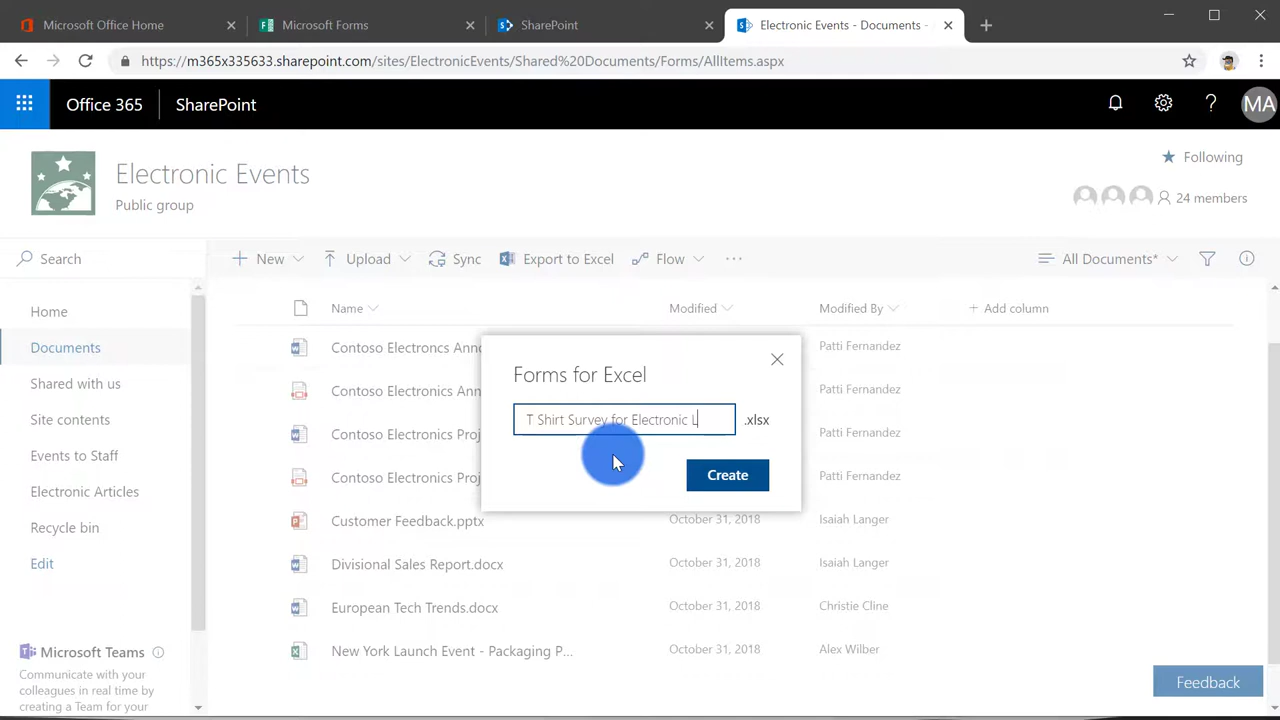 Microsoft Office Home
Microsoft Forms
SharePoint
Electronic Events - Documents -
https://m365x335633.sharepoint.com/sites/ElectronicEvents/Shared%20Documents/Forms/AllItems.aspx
Office 365 SharePoint MA
Electronic Events
Public group
Following
24 members
Search
New Upload Sync Export to Excel Flow ... All Documents*
Home
Documents
Shared with us
Site contents
Events to Staff
Electronic Articles
Recycle bin
Edit
Microsoft Teams
Communicate with your
colleagues in real time by
creating a Team for your
Name Modified Modified By + Add column
Contoso Electroncs Anno Patti Fernandez
Contoso Electronics Ann Patti Fernandez
Contoso Electronics Proj Patti Fernandez
Contoso Electronics Proj Patti Fernandez
Customer Feedback.pptx October 31, 2018 Isaiah Langer
Divisional Sales Report.docx October 31, 2018 Isaiah Langer
European Tech Trends.docx October 31, 2018 Christie Cline
New York Launch Event - Packaging P... October 31, 2018 Alex Wilber
Forms for Excel
T Shirt Survey for Electronic L .xlsx
Create
Feedback